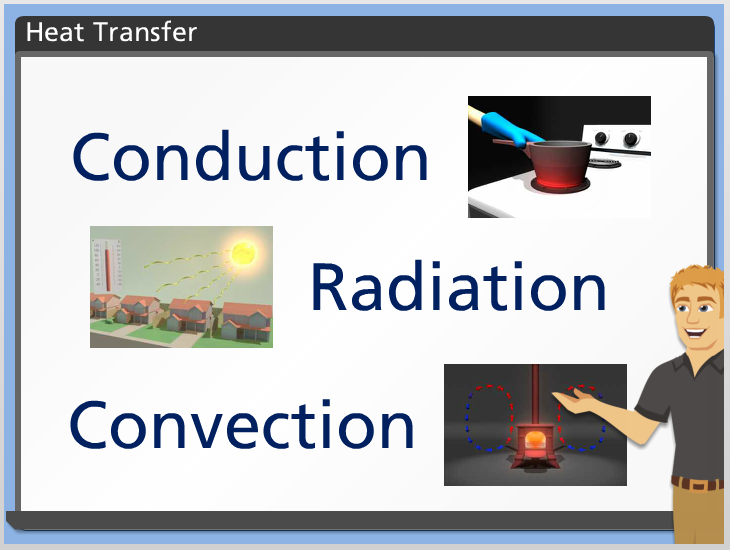 Heat Transfer
Conduction
Radiation
Convection